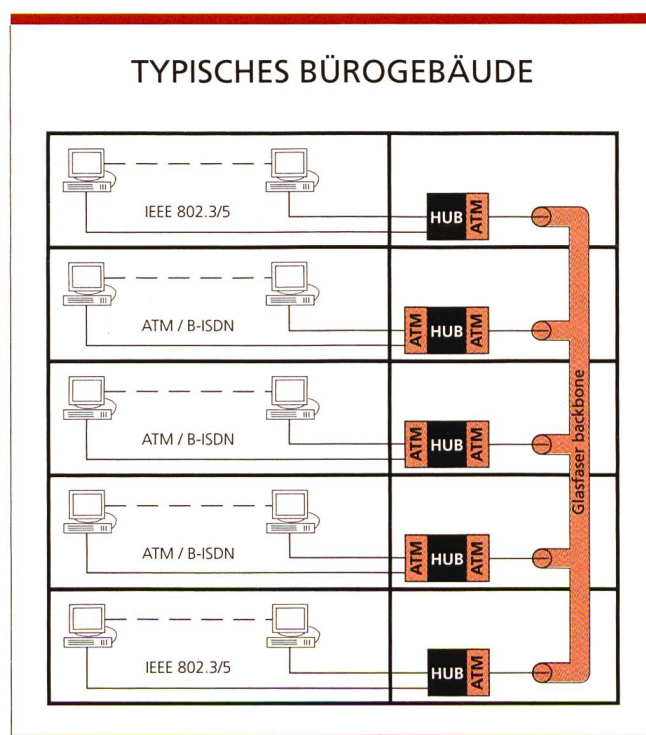 TYPISCHES BÜROGEBÄUDE
IEEE 802.3/5
HUB ATM
ATM / B-ISDN
ATM HUB ATM
ATM / B-ISDN
ATM HUB ATM
ATM / B-ISDN
ATM HUB ATM
IEEE 802.3/5
HUB ATM
Glasfaser backbone